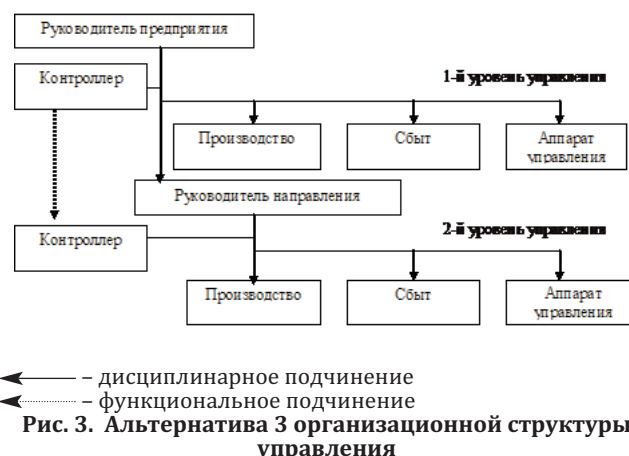 Руководитель предприятия
Контроллер
1-й уровень управления
Производство
Сбыт
Аппарат
управления
Руководитель направления
Контроллер
2-й уровень управления
Производство
Сбыт
Аппарат
управления
– дисциплинарное подчинение
– функциональное подчинение
Рис. 3. Альтернатива 3 организационной структуры
управления